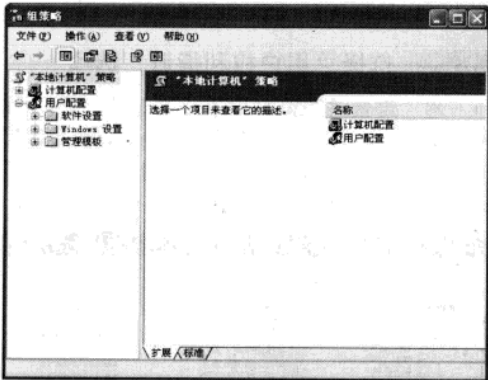 组策略
文件(F) 操作(A) 查看(V) 帮助(H)
“本地计算机”策略
计算机配置
用户配置
软件设置
Windows 设置
管理模板
“本地计算机”策略
选择一个项目来查看它的描述。
名称
计算机配置
用户配置
扩展 标准